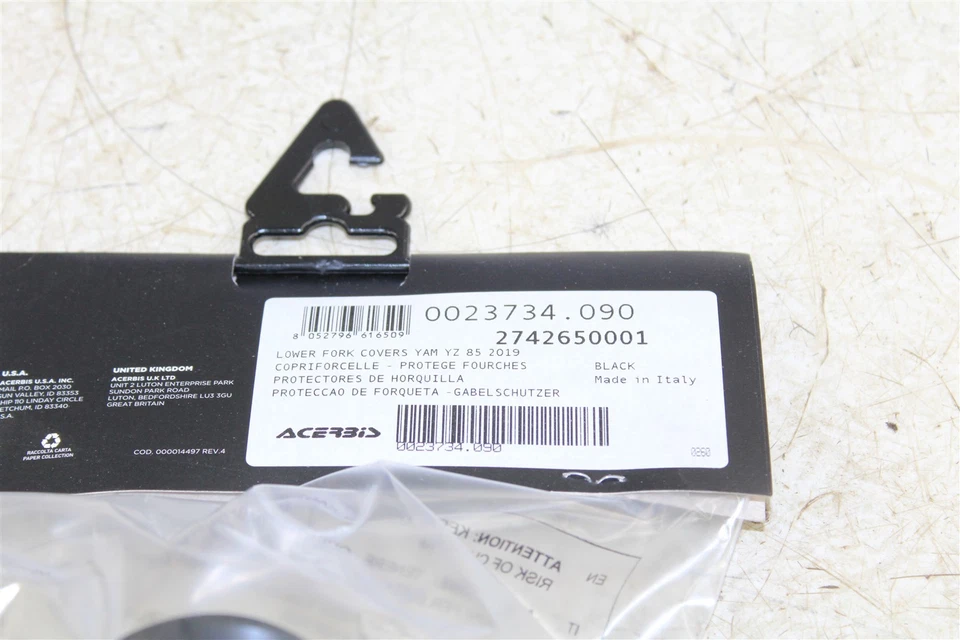 0023734.090
8 052796 616509
2742650001
LOWER FORK COVERS YAM YZ 85 2019
COPRIFORCELLE - PROTEGE FOURCHES
BLACK
PROTECTORES DE HORQUILLA
Made in Italy
PROTECCAO DE FORQUETA -GABELSCHUTZER
ACERBIS
0023734.090
0260
U.S.A.
ACERBIS U.S.A. INC.
MAIL P.O. BOX 2030
SUN VALLEY, ID 83353
SHIP 110 LINDAY CIRCLE
KETCHUM, ID 83340
U.S.A.
UNITED KINGDOM
ACERBIS U.K LTD
UNIT 2 LUTON ENTERPRISE PARK
SUNDON PARK ROAD
LUTON, BEDFORDSHIRE LU3 3GU
GREAT BRITAIN
RACCOLTA CARTA
PAPER COLLECTION
COD. 000014497 REV.4
EN
ATTENTION:
RISK OF
IT